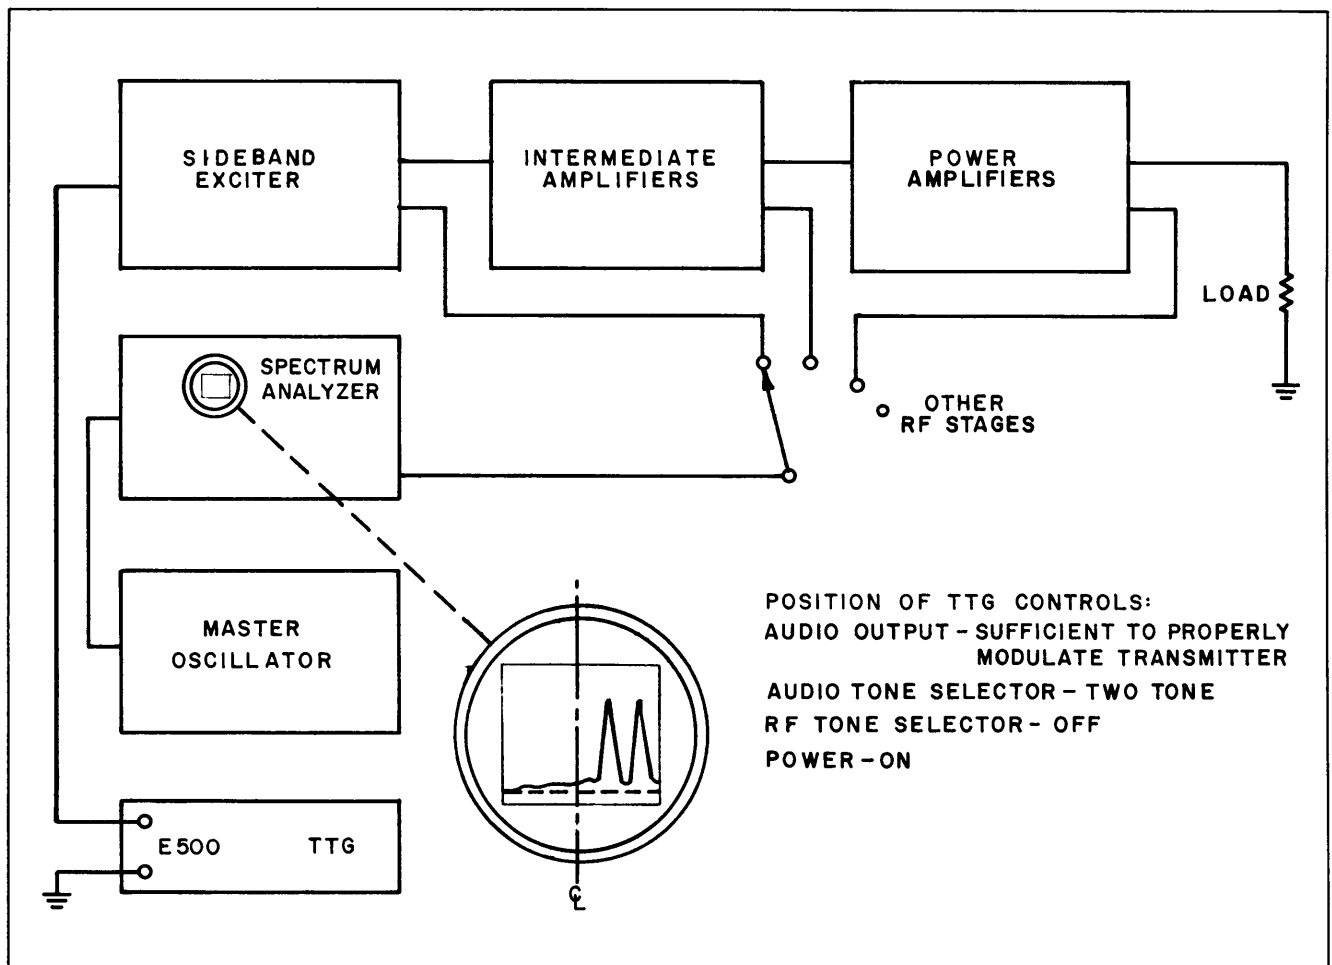 SIDEBAND
EXCITER
INTERMEDIATE
AMPLIFIERS
POWER
AMPLIFIERS
LOAD
SPECTRUM
ANALYZER
OTHER
RF STAGES
MASTER
OSCILLATOR
POSITION OF TTG CONTROLS:
AUDIO OUTPUT - SUFFICIENT TO PROPERLY
MODULATE TRANSMITTER
AUDIO TONE SELECTOR - TWO TONE
RF TONE SELECTOR - OFF
POWER - ON
E500 TTG
℄